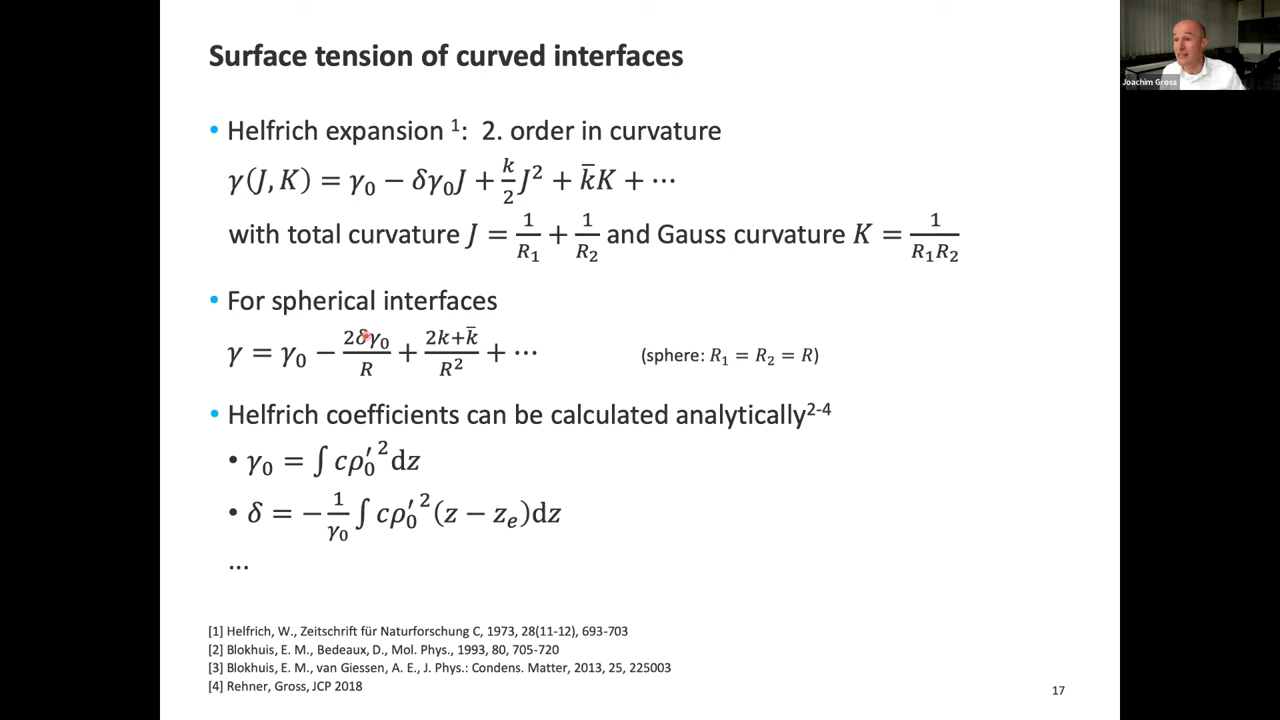 Surface tension of curved interfaces
Joachim Gross
• Helfrich expansion ¹: 2. order in curvature
γ(J, K) = γ₀ − δγ₀J + k/2 J² + k̄K + ⋯
with total curvature J = 1/R₁ + 1/R₂ and Gauss curvature K = 1/(R₁R₂)
• For spherical interfaces
γ = γ₀ − 2δγ₀/R + (2k+k̄)/R² + ⋯ (sphere: R₁ = R₂ = R)
• Helfrich coefficients can be calculated analytically²⁻⁴
• γ₀ = ∫ cρ₀′² dz
• δ = − 1/γ₀ ∫ cρ₀′² (z − zₑ)dz
...
[1] Helfrich, W., Zeitschrift für Naturforschung C, 1973, 28(11-12), 693-703
[2] Blokhuis, E. M., Bedeaux, D., Mol. Phys., 1993, 80, 705-720
[3] Blokhuis, E. M., van Giessen, A. E., J. Phys.: Condens. Matter, 2013, 25, 225003
[4] Rehner, Gross, JCP 2018
17